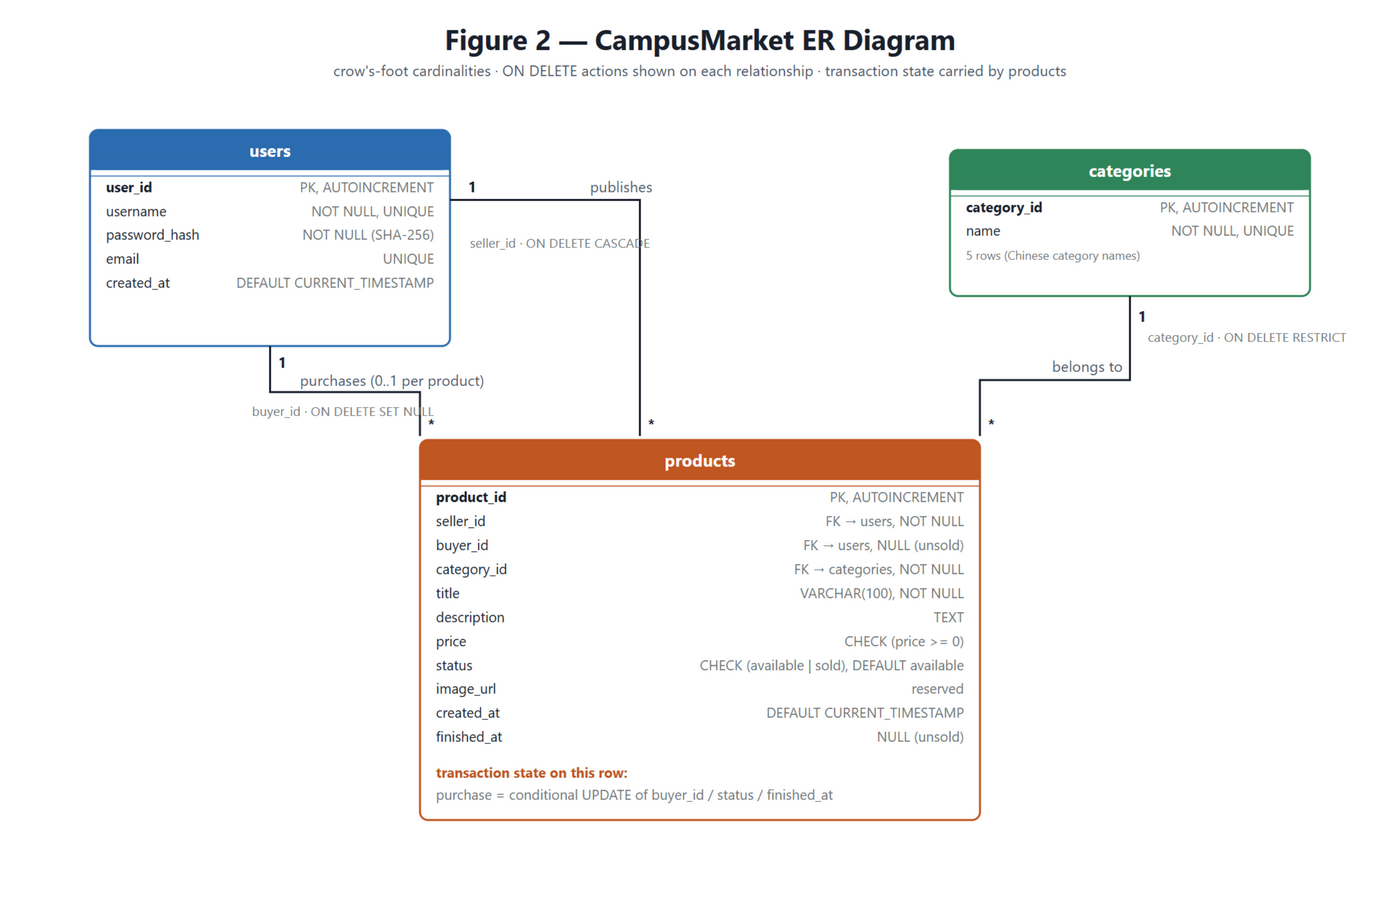 Figure 2 — CampusMarket ER Diagram
crow's-foot cardinalities · ON DELETE actions shown on each relationship · transaction state carried by products
users
user_id PK, AUTOINCREMENT
username NOT NULL, UNIQUE
password_hash NOT NULL (SHA-256)
email UNIQUE
created_at DEFAULT CURRENT_TIMESTAMP
1 publishes
seller_id · ON DELETE CASCADE
categories
category_id PK, AUTOINCREMENT
name NOT NULL, UNIQUE
5 rows (Chinese category names)
1
category_id · ON DELETE RESTRICT
belongs to
*
1
purchases (0..1 per product)
buyer_id · ON DELETE SET NULL
*
*
products
product_id PK, AUTOINCREMENT
seller_id FK → users, NOT NULL
buyer_id FK → users, NULL (unsold)
category_id FK → categories, NOT NULL
title VARCHAR(100), NOT NULL
description TEXT
price CHECK (price >= 0)
status CHECK (available | sold), DEFAULT available
image_url reserved
created_at DEFAULT CURRENT_TIMESTAMP
finished_at NULL (unsold)
transaction state on this row:
purchase = conditional UPDATE of buyer_id / status / finished_at